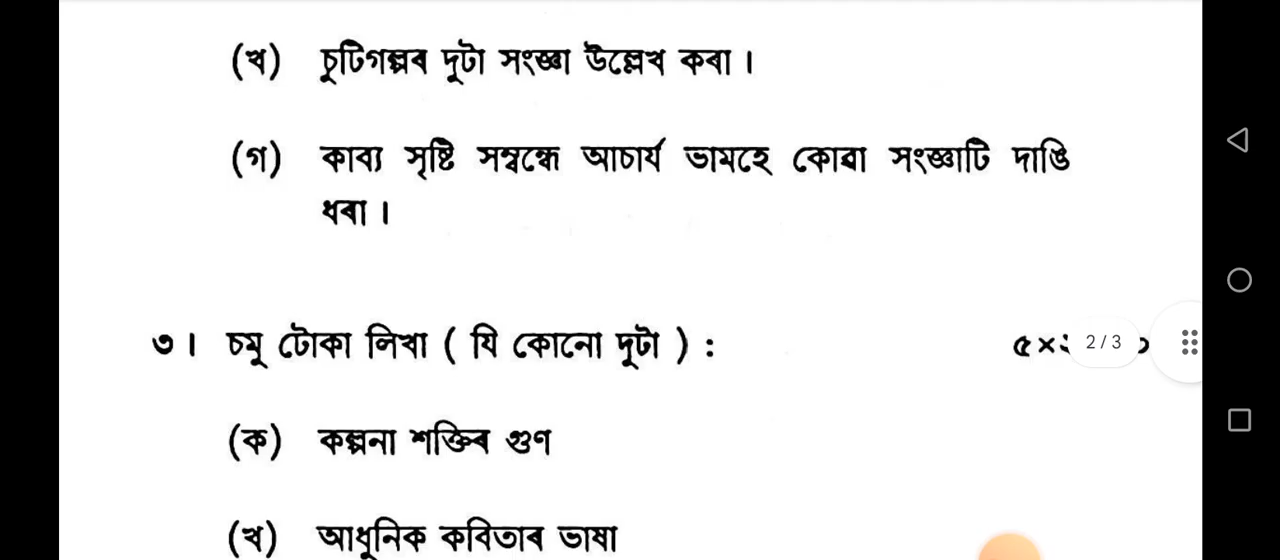 (খ) চুটিগল্পৰ দুটা সংজ্ঞা উল্লেখ কৰা ।
(গ) কাব্য সৃষ্টি সম্বন্ধে আচাৰ্য ভামহে কোৱা সংজ্ঞাটি দাঙি
ধৰা ।
৩। চমু টোকা লিখা ( যি কোনো দুটা ) : ৫×
2/3
(ক) কল্পনা শক্তিৰ গুণ
(খ) আধুনিক কবিতাৰ ভাষা